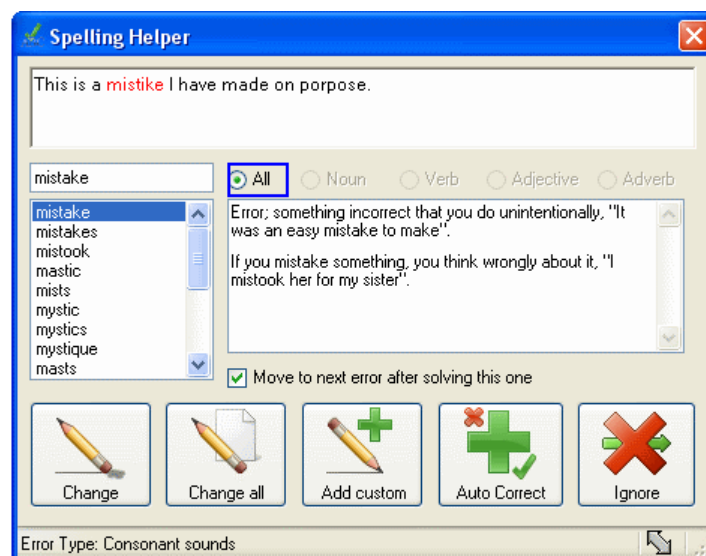 Spelling Helper
This is a mistike I have made on porpose.
mistake
All Noun Verb Adjective Adverb
mistake
mistakes
mistook
mastic
mists
mystic
mystics
mystique
masts
Error; something incorrect that you do unintentionally, "It
was an easy mistake to make".
If you mistake something, you think wrongly about it, "I
mistook her for my sister".
Move to next error after solving this one
Change Change all Add custom Auto Correct Ignore
Error Type: Consonant sounds